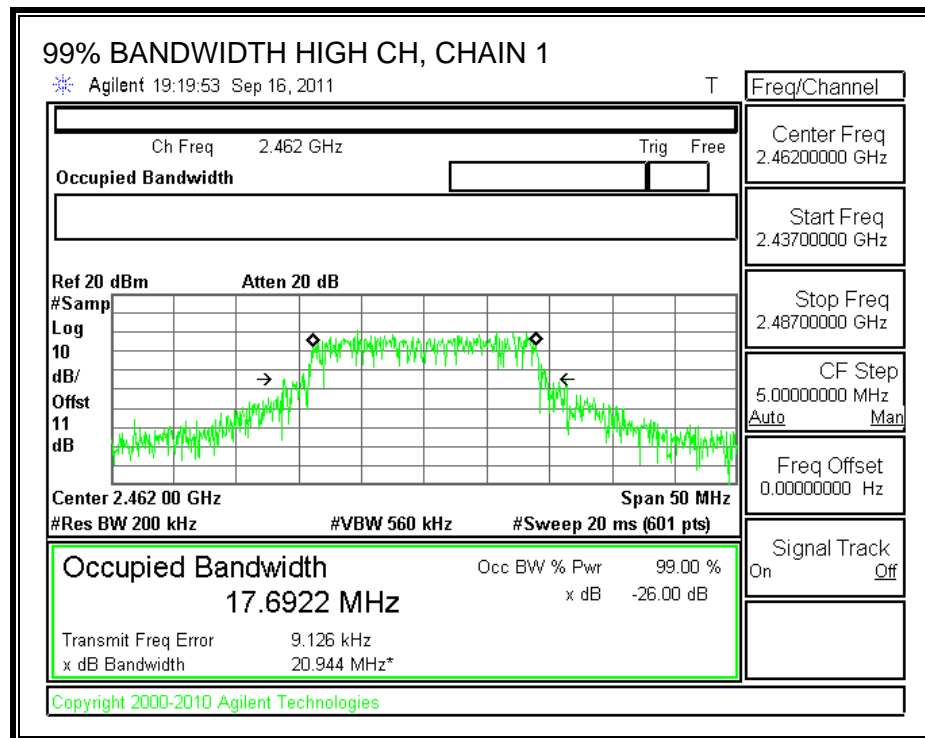 99% BANDWIDTH HIGH CH, CHAIN 1
Agilent 19:19:53 Sep 16, 2011 T
Ch Freq 2.462 GHz Trig Free
Occupied Bandwidth
Ref 20 dBm Atten 20 dB
#Samp
Log
10
dB/
Offst
11
dB
Center 2.462 00 GHz Span 50 MHz
#Res BW 200 kHz #VBW 560 kHz #Sweep 20 ms (601 pts)
Occupied Bandwidth
17.6922 MHz
Occ BW % Pwr 99.00 %
x dB -26.00 dB
Transmit Freq Error 9.126 kHz
x dB Bandwidth 20.944 MHz*
Copyright 2000-2010 Agilent Technologies
Freq/Channel
Center Freq
2.46200000 GHz
Start Freq
2.43700000 GHz
Stop Freq
2.48700000 GHz
CF Step
5.00000000 MHz
Auto Man
Freq Offset
0.00000000 Hz
Signal Track
On Off